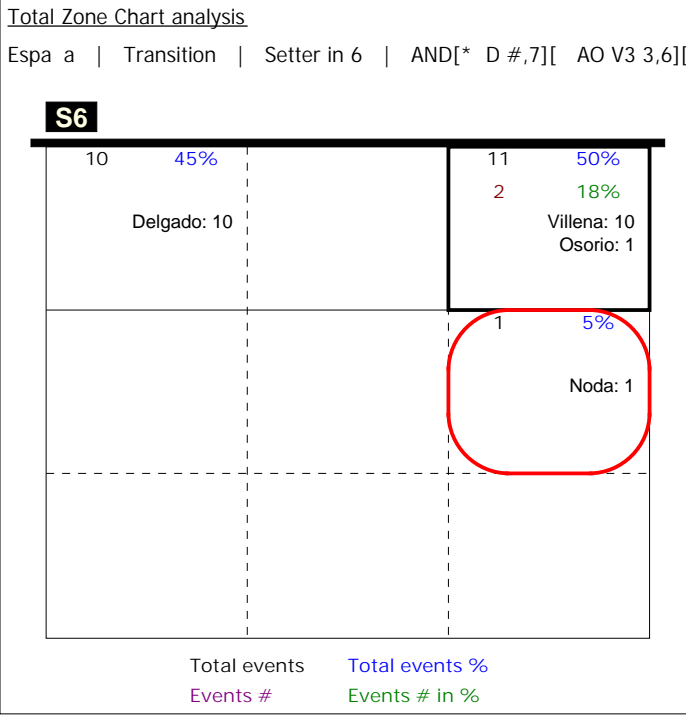 Total Zone Chart analysis
Espa a | Transition | Setter in 6 | AND[* D #,7][ AO V3 3,6][
S6
10 45% 11 50%
2 18%
Delgado: 10 Villena: 10
Osorio: 1
1 5%
Noda: 1
Total events Total events %
Events # Events # in %